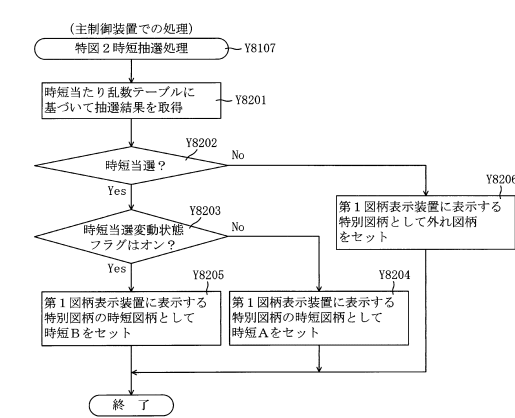 (主制御装置での処理)
特図2時短抽選処理
Y8107
時短当たり乱数テーブルに
基づいて抽選結果を取得
Y8201
時短当選?
Y8202
No
Yes
Y8206
第1図柄表示装置に表示する
特別図柄として外れ図柄
をセット
時短当選変動状態
フラグはオン?
Y8203
No
Yes
Y8205
第1図柄表示装置に表示する
特別図柄の時短図柄として
時短Bをセット
Y8204
第1図柄表示装置に表示する
特別図柄の時短図柄として
時短Aをセット
終 了